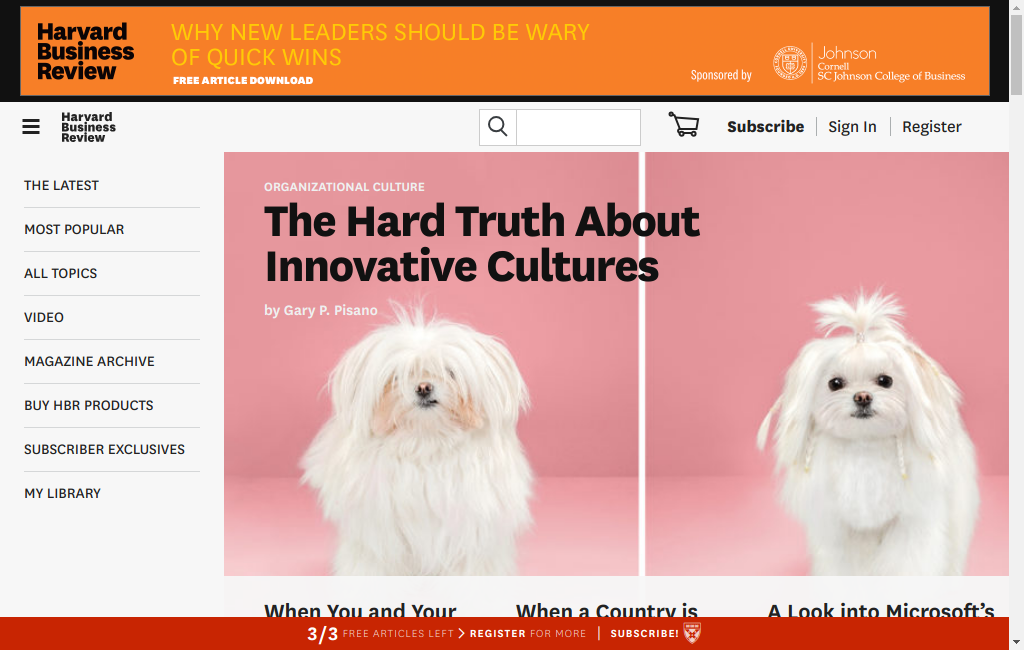 Harvard
Business
Review
WHY NEW LEADERS SHOULD BE WARY
OF QUICK WINS
FREE ARTICLE DOWNLOAD
Sponsored by
Johnson
Cornell
SC Johnson College of Business
Harvard
Business
Review
Subscribe
Sign In
Register
THE LATEST
MOST POPULAR
ALL TOPICS
VIDEO
MAGAZINE ARCHIVE
BUY HBR PRODUCTS
SUBSCRIBER EXCLUSIVES
MY LIBRARY
ORGANIZATIONAL CULTURE
The Hard Truth About
Innovative Cultures
by Gary P. Pisano
When You and Your
When a Country is
A Look into Microsoft's
3/3 FREE ARTICLES LEFT > REGISTER FOR MORE | SUBSCRIBE!